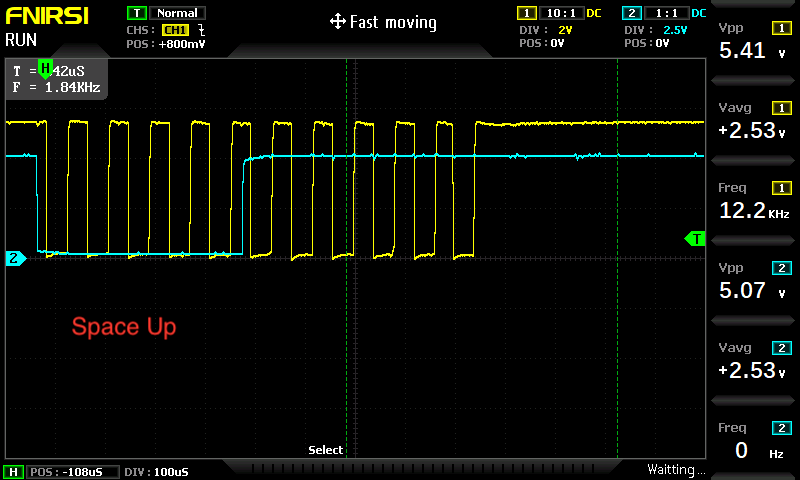 FNIRSI
RUN
T Normal
CHS: CH1
POS: +800mV
Fast moving
1 10:1 DC
DIV: 2V
POS: 0V
2 1:1 DC
DIV: 2.5V
POS: 0V
T = 42uS
F = 1.84KHz
H
Vpp 1
5.41 v
Vavg 1
+2.53 v
Freq 1
12.2 KHz
Vpp 2
5.07 v
Vavg 2
+2.53 v
Freq 2
0 Hz
T
2
Space Up
Select
H POS: -108uS DIV: 100uS
Waitting...